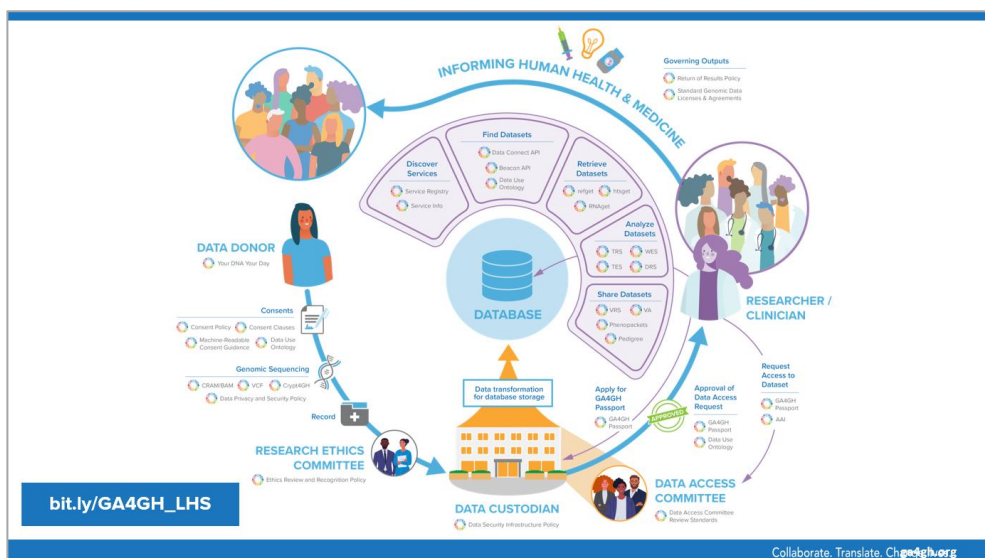 INFORMING HUMAN HEALTH & MEDICINE
Governing Outputs
Return of Results Policy
Standard Genomic Data
Licenses & Agreements
Find Datasets
Data Connect API
Beacon API
Data Use
Ontology
Discover
Services
Service Registry
Service Info
Retrieve
Datasets
refget
htsget
RNAget
Analyze
Datasets
TRS
WES
TES
DRS
Share Datasets
VRS
VA
Phenopackets
Pedigree
DATABASE
DATA DONOR
Your DNA Your Day
Consents
Consent Policy
Consent Clauses
Machine-Readable
Consent Guidance
Data Use
Ontology
Genomic Sequencing
CRAM/BAM
VCF
Crypt4GH
Data Privacy and Security Policy
Record
RESEARCH ETHICS
COMMITTEE
Ethics Review and Recognition Policy
Data transformation
for database storage
DATA CUSTODIAN
Data Security Infrastructure Policy
Apply for
GA4GH
Passport
GA4GH
Passport
APPROVED
Approval of
Data Access
Request
GA4GH
Passport
Data Use
Ontology
RESEARCHER /
CLINICIAN
Request
Access to
Dataset
GA4GH
Passport
AAI
DATA ACCESS
COMMITTEE
Data Access Committee
Review Standards
bit.ly/GA4GH_LHS
Collaborate. Translate.
ga4gh.org